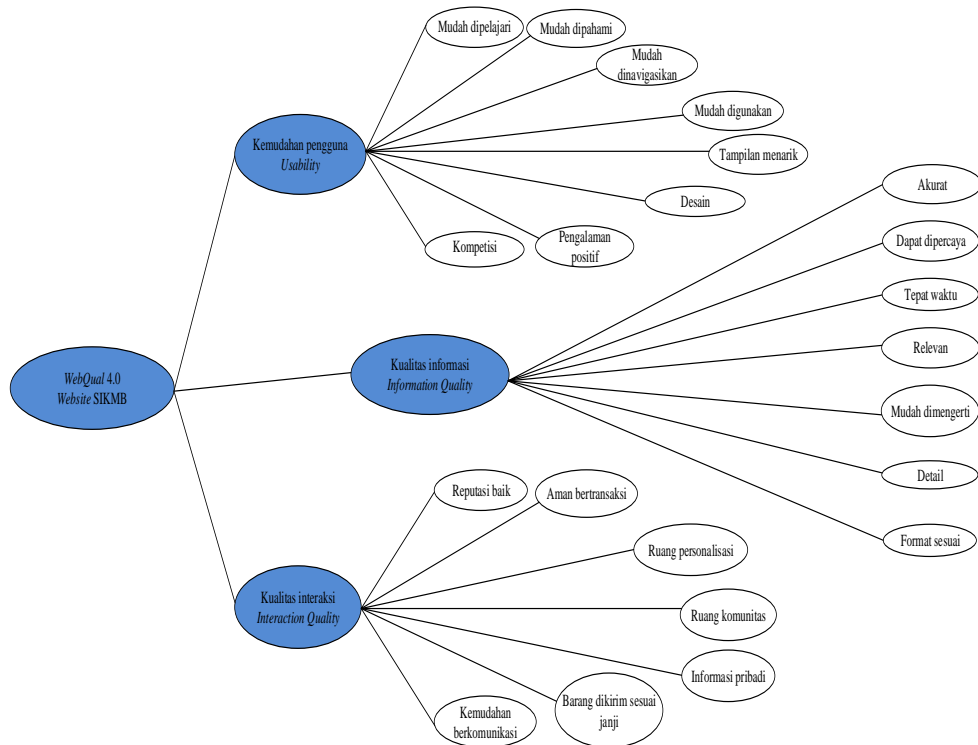 WebQual 4.0
Website SIKMB
Kemudahan pengguna
Usability
Mudah dipelajari
Mudah dipahami
Mudah
dinavigasikan
Mudah digunakan
Tampilan menarik
Desain
Pengalaman
positif
Kompetisi
Kualitas informasi
Information Quality
Akurat
Dapat dipercaya
Tepat waktu
Relevan
Mudah dimengerti
Detail
Format sesuai
Kualitas interaksi
Interaction Quality
Reputasi baik
Aman bertransaksi
Ruang personalisasi
Ruang komunitas
Informasi pribadi
Barang dikirim sesuai
janji
Kemudahan
berkomunikasi